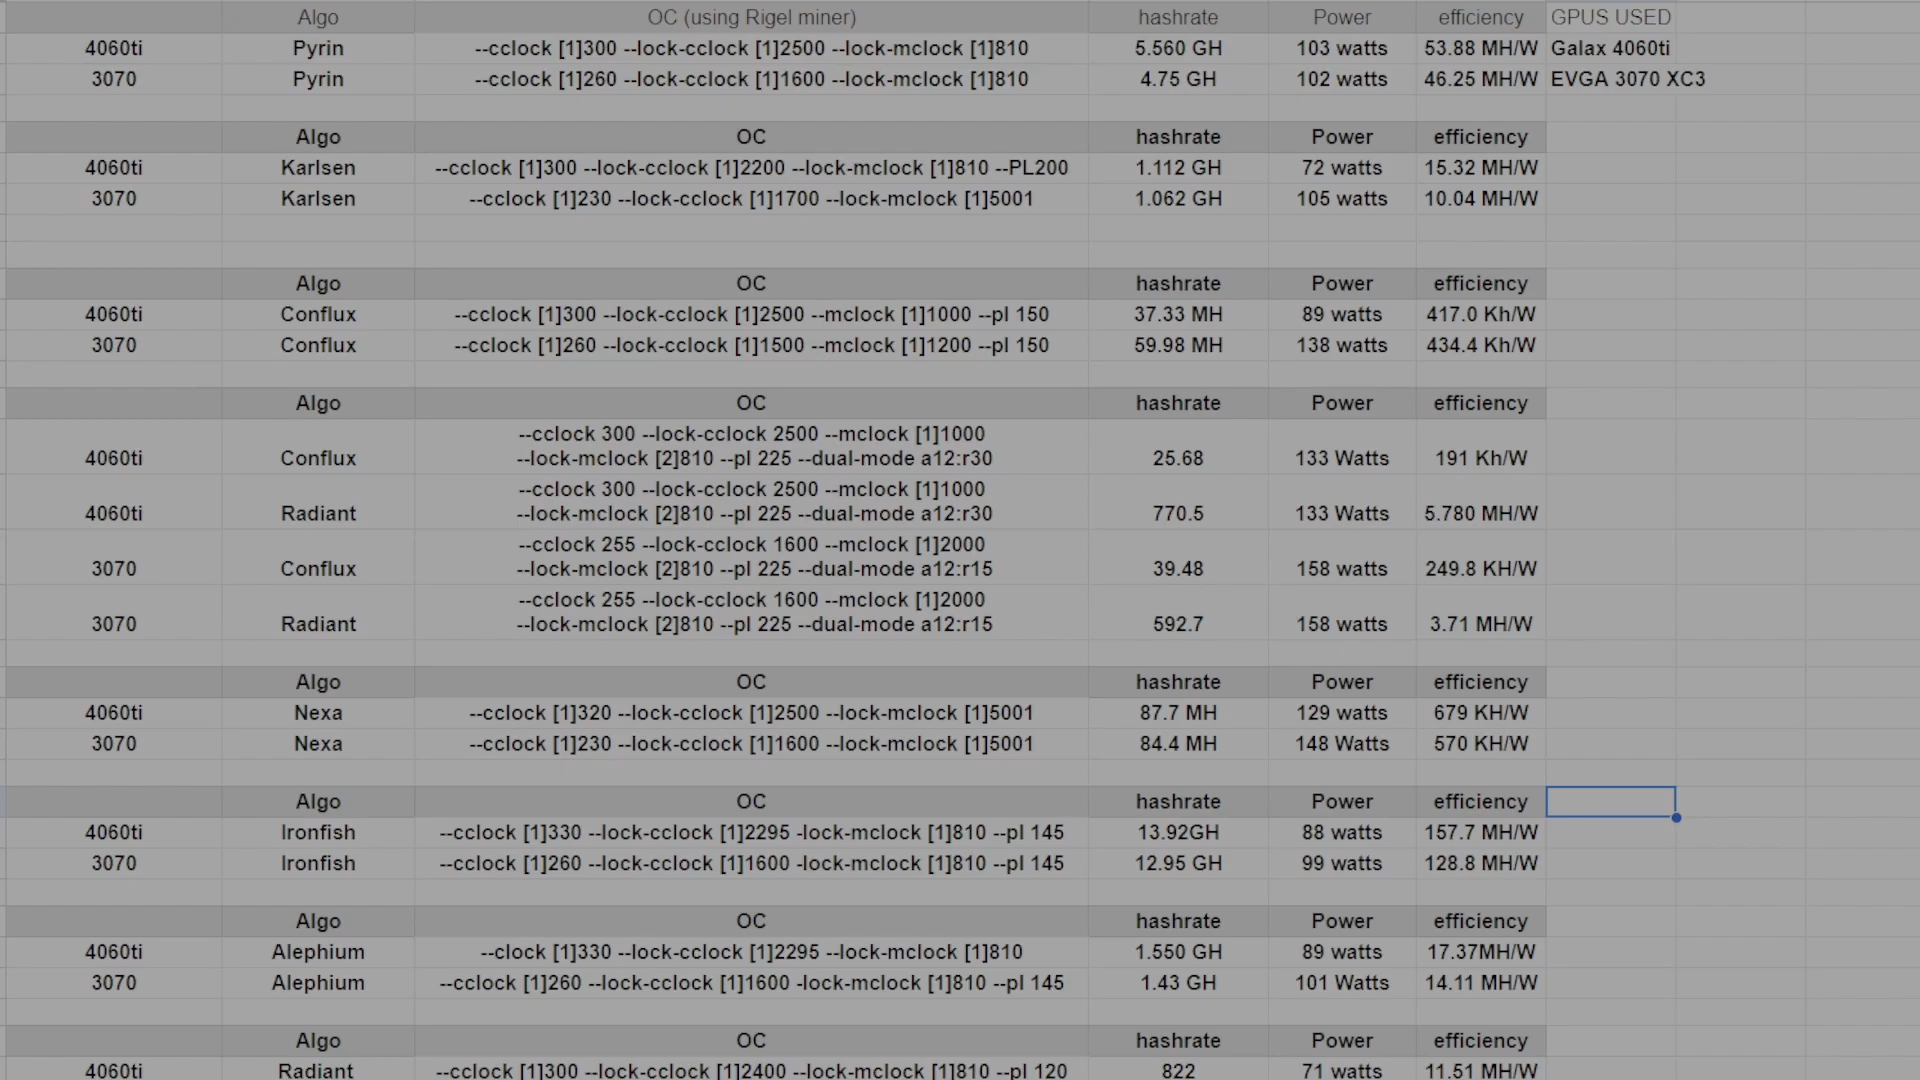 Algo OC (using Rigel miner) hashrate Power efficiency GPUS USED
4060ti Pyrin --cclock [1]300 --lock-cclock [1]2500 --lock-mclock [1]810 5.560 GH 103 watts 53.88 MH/W Galax 4060ti
3070 Pyrin --cclock [1]260 --lock-cclock [1]1600 --lock-mclock [1]810 4.75 GH 102 watts 46.25 MH/W EVGA 3070 XC3
Algo OC hashrate Power efficiency
4060ti Karlsen --cclock [1]300 --lock-cclock [1]2200 --lock-mclock [1]810 --PL200 1.112 GH 72 watts 15.32 MH/W
3070 Karlsen --cclock [1]230 --lock-cclock [1]1700 --lock-mclock [1]5001 1.062 GH 105 watts 10.04 MH/W
Algo OC hashrate Power efficiency
4060ti Conflux --cclock [1]300 --lock-cclock [1]2500 --mclock [1]1000 --pl 150 37.33 MH 89 watts 417.0 Kh/W
3070 Conflux --cclock [1]260 --lock-cclock [1]1500 --mclock [1]1200 --pl 150 59.98 MH 138 watts 434.4 Kh/W
Algo OC hashrate Power efficiency
--cclock 300 --lock-cclock 2500 --mclock [1]1000
4060ti Conflux --lock-mclock [2]810 --pl 225 --dual-mode a12:r30 25.68 133 Watts 191 Kh/W
--cclock 300 --lock-cclock 2500 --mclock [1]1000
4060ti Radiant --lock-mclock [2]810 --pl 225 --dual-mode a12:r30 770.5 133 Watts 5.780 MH/W
--cclock 255 --lock-cclock 1600 --mclock [1]2000
3070 Conflux --lock-mclock [2]810 --pl 225 --dual-mode a12:r15 39.48 158 watts 249.8 KH/W
--cclock 255 --lock-cclock 1600 --mclock [1]2000
3070 Radiant --lock-mclock [2]810 --pl 225 --dual-mode a12:r15 592.7 158 watts 3.71 MH/W
Algo OC hashrate Power efficiency
4060ti Nexa --cclock [1]320 --lock-cclock [1]2500 --lock-mclock [1]5001 87.7 MH 129 watts 679 KH/W
3070 Nexa --cclock [1]230 --lock-cclock [1]1600 --lock-mclock [1]5001 84.4 MH 148 Watts 570 KH/W
Algo OC hashrate Power efficiency
4060ti Ironfish --cclock [1]330 --lock-cclock [1]2295 -lock-mclock [1]810 --pl 145 13.92GH 88 watts 157.7 MH/W
3070 Ironfish --cclock [1]260 --lock-cclock [1]1600 -lock-mclock [1]810 --pl 145 12.95 GH 99 watts 128.8 MH/W
Algo OC hashrate Power efficiency
4060ti Alephium --clock [1]330 --lock-cclock [1]2295 --lock-mclock [1]810 1.550 GH 89 watts 17.37MH/W
3070 Alephium --cclock [1]260 --lock-cclock [1]1600 -lock-mclock [1]810 --pl 145 1.43 GH 101 Watts 14.11 MH/W
Algo OC hashrate Power efficiency
4060ti Radiant --cclock [1]300 --lock-cclock [1]2400 --lock-mclock [1]810 --pl 120 822 71 watts 11.51 MH/W